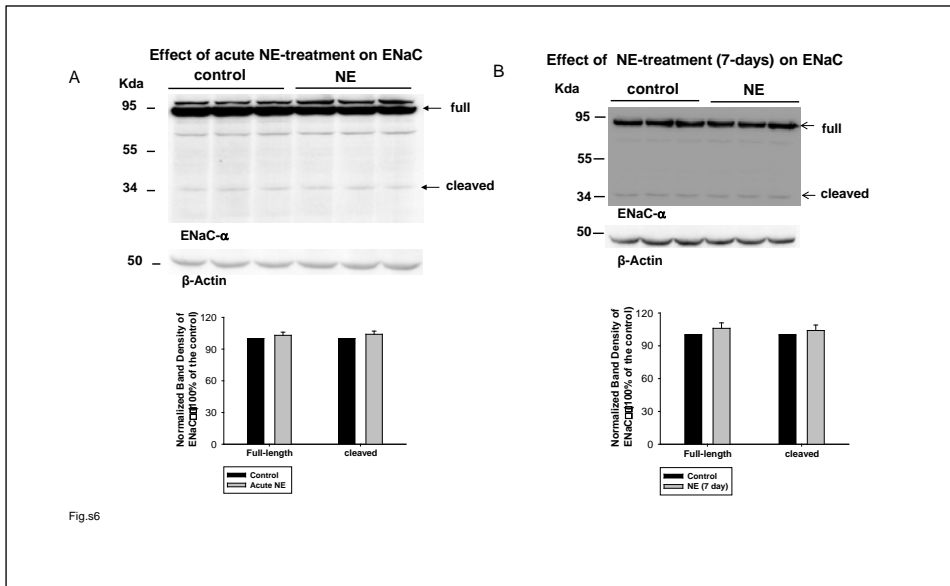 A
Effect of acute NE-treatment on ENaC
control NE
Kda
95
full
55
34
cleaved
ENaC-α
50
β-Actin
Normalized Band Density of
ENaC□□(100% of the control)
120
90
60
30
0
Full-length cleaved
Control
Acute NE
B
Effect of NE-treatment (7-days) on ENaC
Kda control NE
95
full
55
34
cleaved
ENaC-α
50
β-Actin
Normalized Band Density of
ENaC□□(100% of the control)
120
90
60
30
0
Full-length cleaved
Control
NE (7 day)
Fig.s6